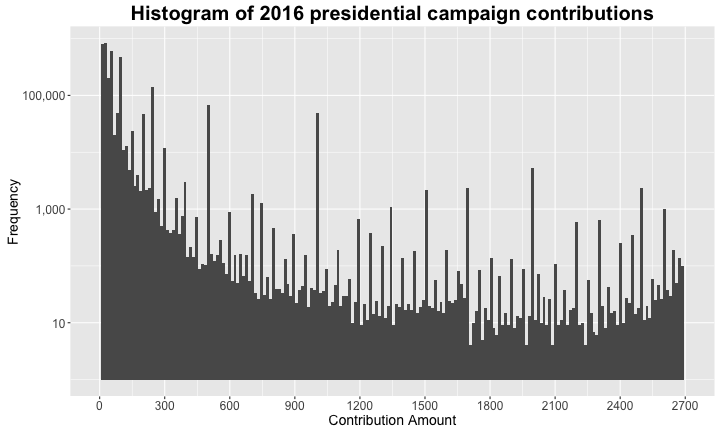 Histogram of 2016 presidential campaign contributions
Frequency
100,000
1,000
10
0 300 600 900 1200 1500 1800 2100 2400 2700
Contribution Amount